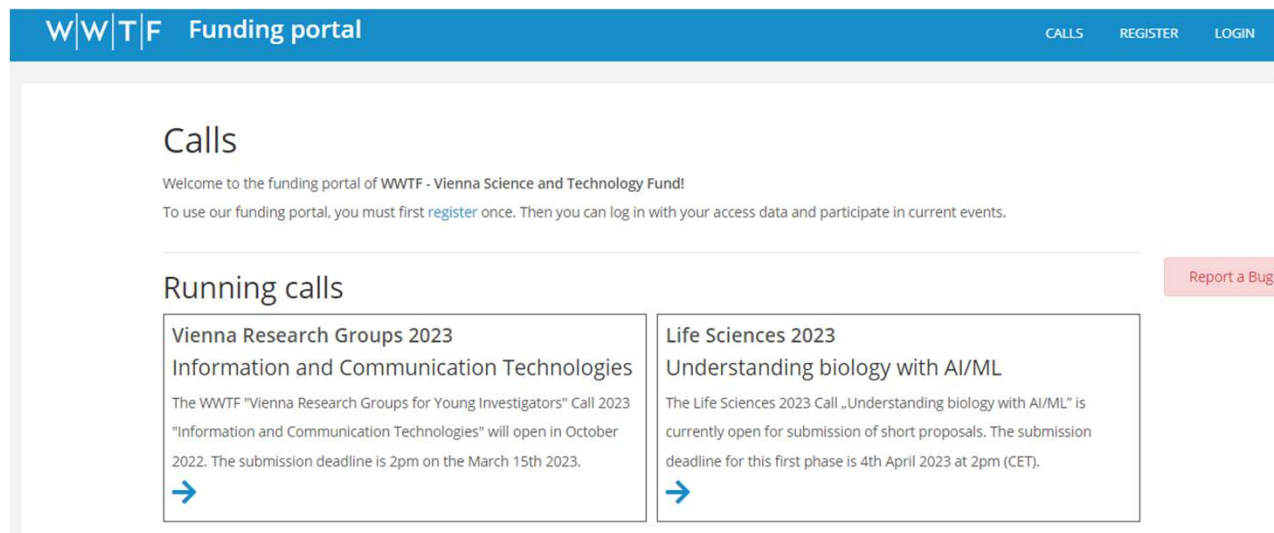 W|W|T|F Funding portal
CALLS REGISTER LOGIN
Calls
Welcome to the funding portal of WWTF - Vienna Science and Technology Fund!
To use our funding portal, you must first register once. Then you can log in with your access data and participate in current events.
Report a Bug
Running calls
Vienna Research Groups 2023
Information and Communication Technologies
The WWTF "Vienna Research Groups for Young Investigators" Call 2023
"Information and Communication Technologies" will open in October
2022. The submission deadline is 2pm on the March 15th 2023.
Life Sciences 2023
Understanding biology with AI/ML
The Life Sciences 2023 Call „Understanding biology with AI/ML" is
currently open for submission of short proposals. The submission
deadline for this first phase is 4th April 2023 at 2pm (CET).